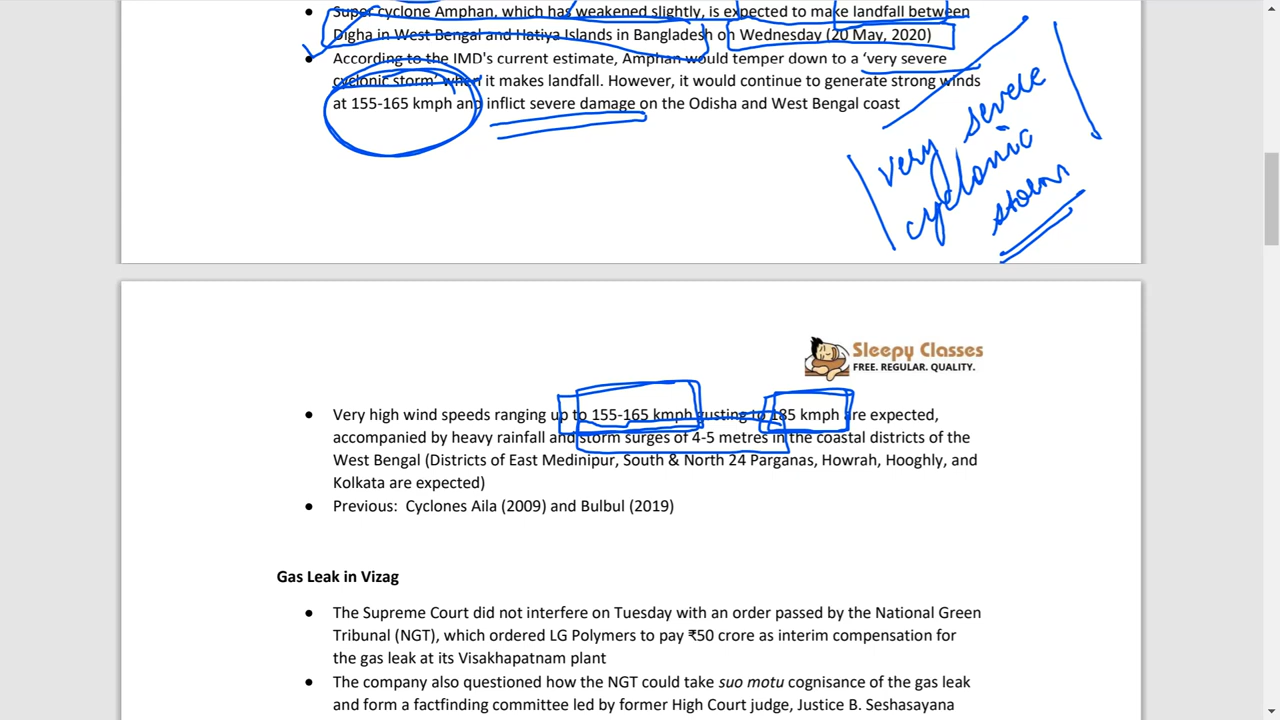 • Super cyclone Amphan, which has weakened slightly, is expected to make landfall between
Digha in West Bengal and Hatiya Islands in Bangladesh on Wednesday (20 May, 2020)
• According to the IMD's current estimate, Amphan would temper down to a ‘very severe
cyclonic storm’ when it makes landfall. However, it would continue to generate strong winds
at 155-165 kmph and inflict severe damage on the Odisha and West Bengal coast
very severe
cyclonic
storm
Sleepy Classes
FREE. REGULAR. QUALITY.
• Very high wind speeds ranging up to 155-165 kmph gusting to 185 kmph are expected,
accompanied by heavy rainfall and storm surges of 4-5 metres in the coastal districts of the
West Bengal (Districts of East Medinipur, South & North 24 Parganas, Howrah, Hooghly, and
Kolkata are expected)
• Previous: Cyclones Aila (2009) and Bulbul (2019)
Gas Leak in Vizag
• The Supreme Court did not interfere on Tuesday with an order passed by the National Green
Tribunal (NGT), which ordered LG Polymers to pay ₹50 crore as interim compensation for
the gas leak at its Visakhapatnam plant
• The company also questioned how the NGT could take suo motu cognisance of the gas leak
and form a factfinding committee led by former High Court judge, Justice B. Seshasayana